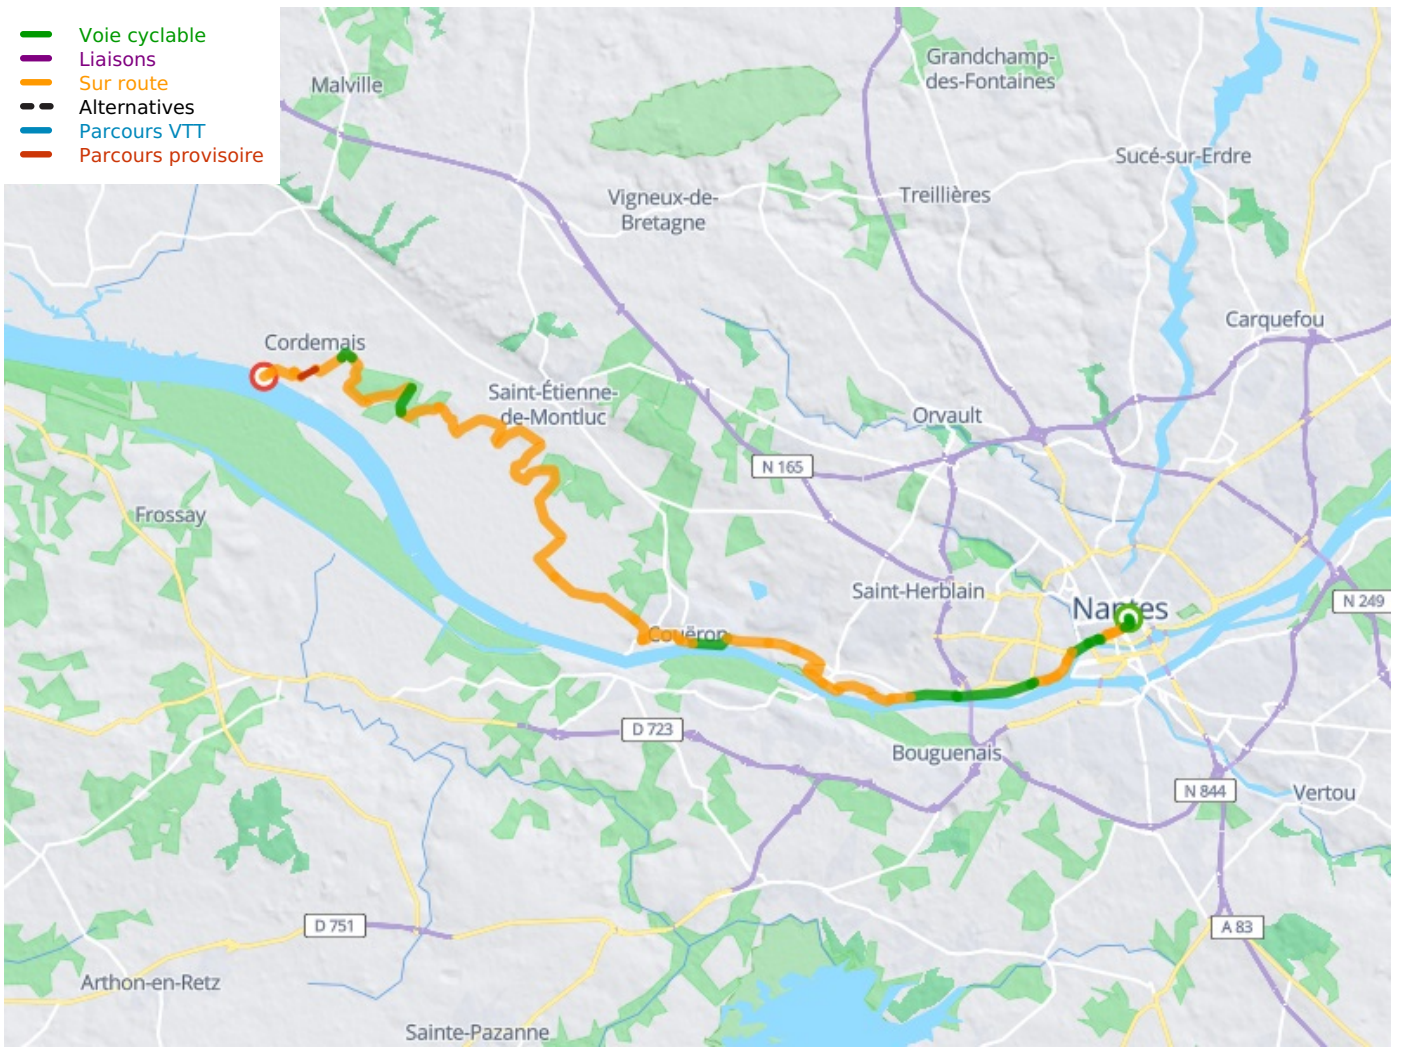 Voie cyclable
Liaisons
Sur route
Alternatives
Parcours VTT
Parcours provisoire
Malville
Grandchamp-
des-Fontaines
Sucé-sur-Erdre
Vigneux-de-
Bretagne
Treillières
Carquefou
Cordemais
Saint-Étienne-
de-Montluc
Orvault
N 165
Frossay
Saint-Herblain
Nantes
N 249
Couëron
D 723
Bouguenais
N 844
Vertou
D 751
A 83
Arthon-en-Retz
Sainte-Pazanne